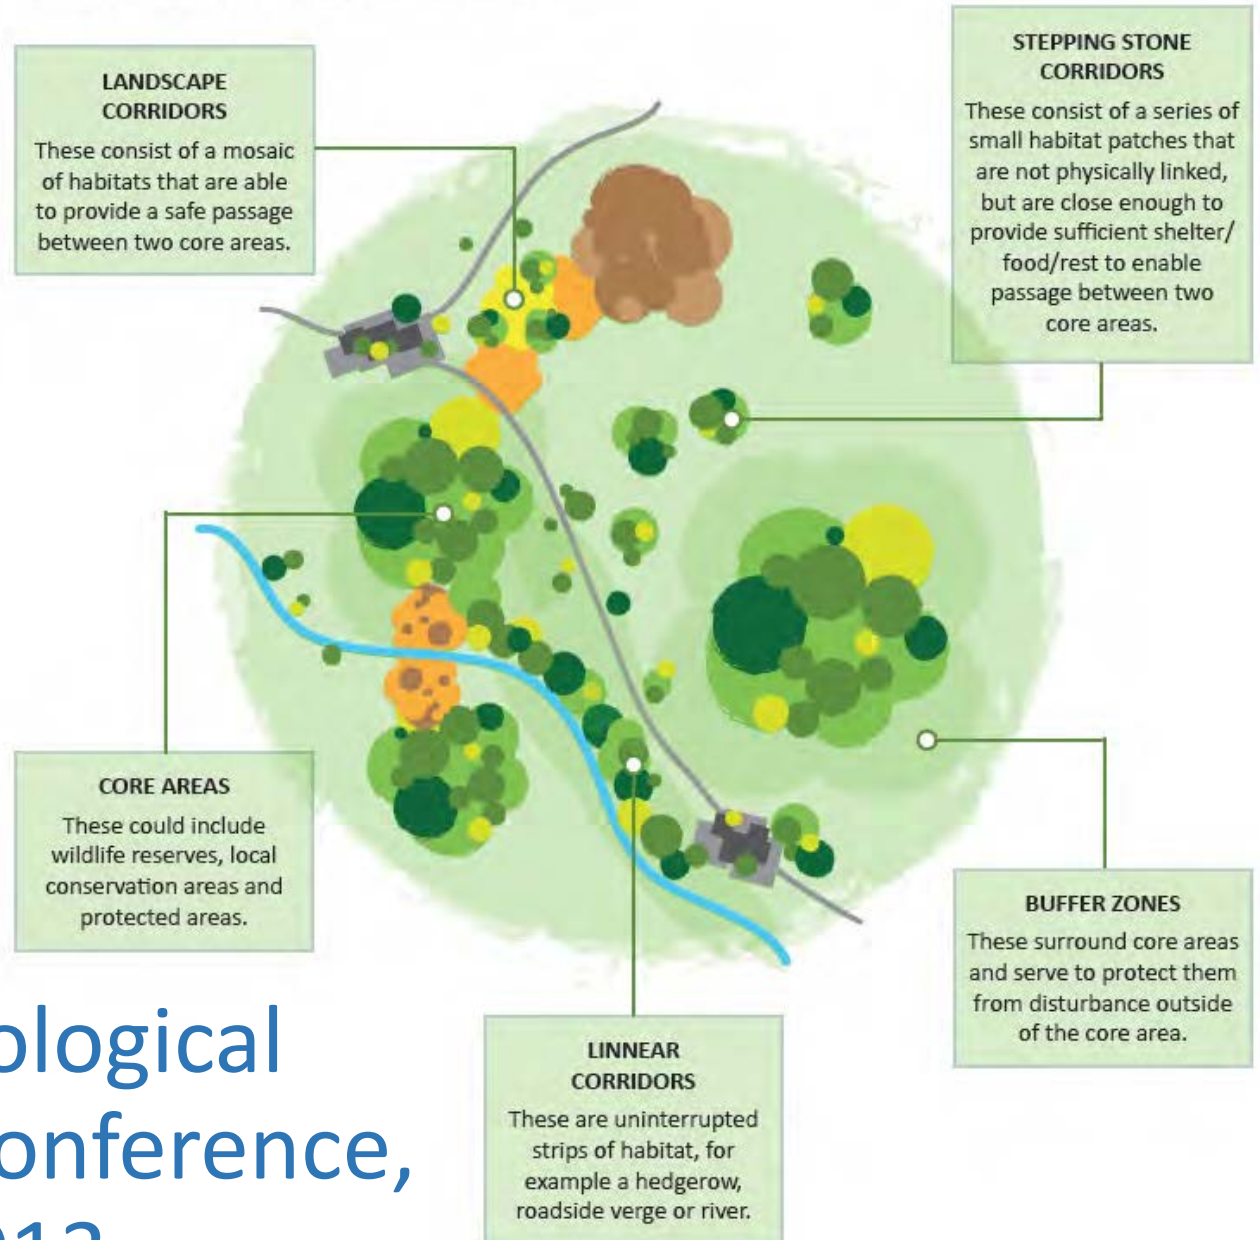 LANDSCAPE
CORRIDORS
These consist of a mosaic
of habitats that are able
to provide a safe passage
between two core areas.
STEPPING STONE
CORRIDORS
These consist of a series of
small habitat patches that
are not physically linked,
but are close enough to
provide sufficient shelter/
food/rest to enable
passage between two
core areas.
CORE AREAS
These could include
wildlife reserves, local
conservation areas and
protected areas.
BUFFER ZONES
These surround core areas
and serve to protect them
from disturbance outside
of the core area.
LINNEAR
CORRIDORS
These are uninterrupted
strips of habitat, for
example a hedgerow,
roadside verge or river.
ological
onference,